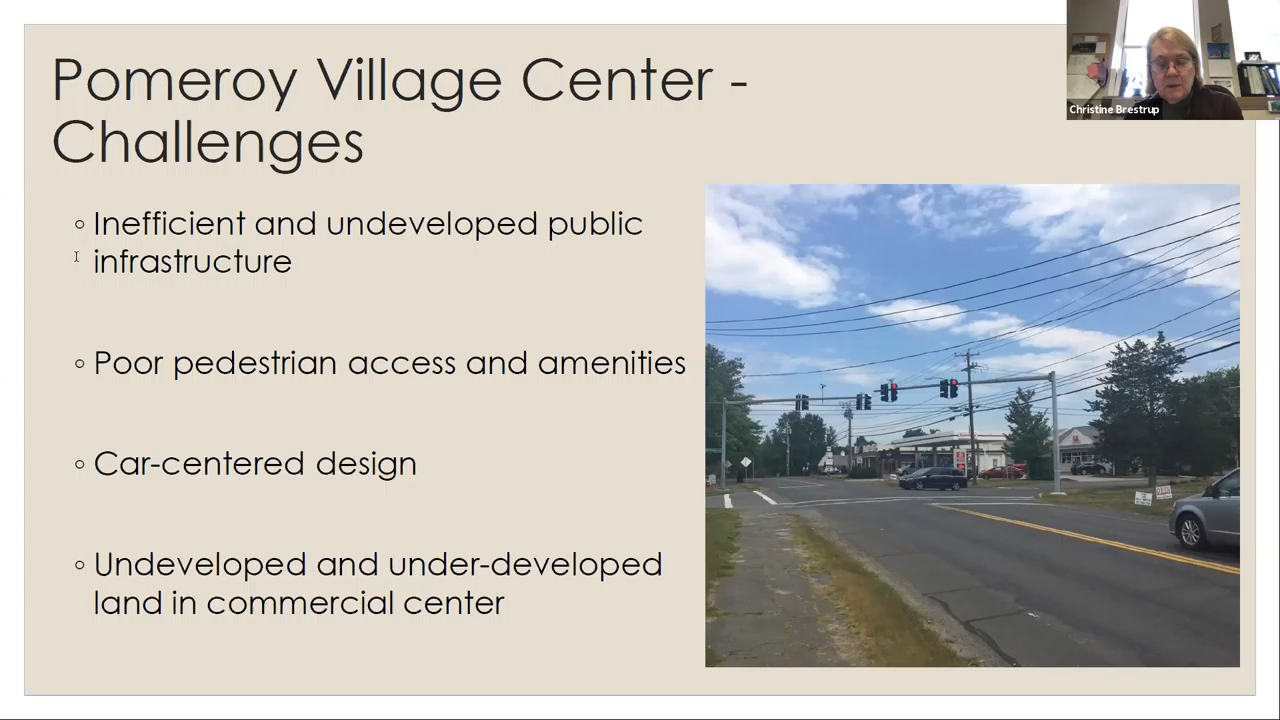 Pomeroy Village Center -
Challenges
Christine Brestrup
◦ Inefficient and undeveloped public
infrastructure
◦ Poor pedestrian access and amenities
◦ Car-centered design
◦ Undeveloped and under-developed
land in commercial center